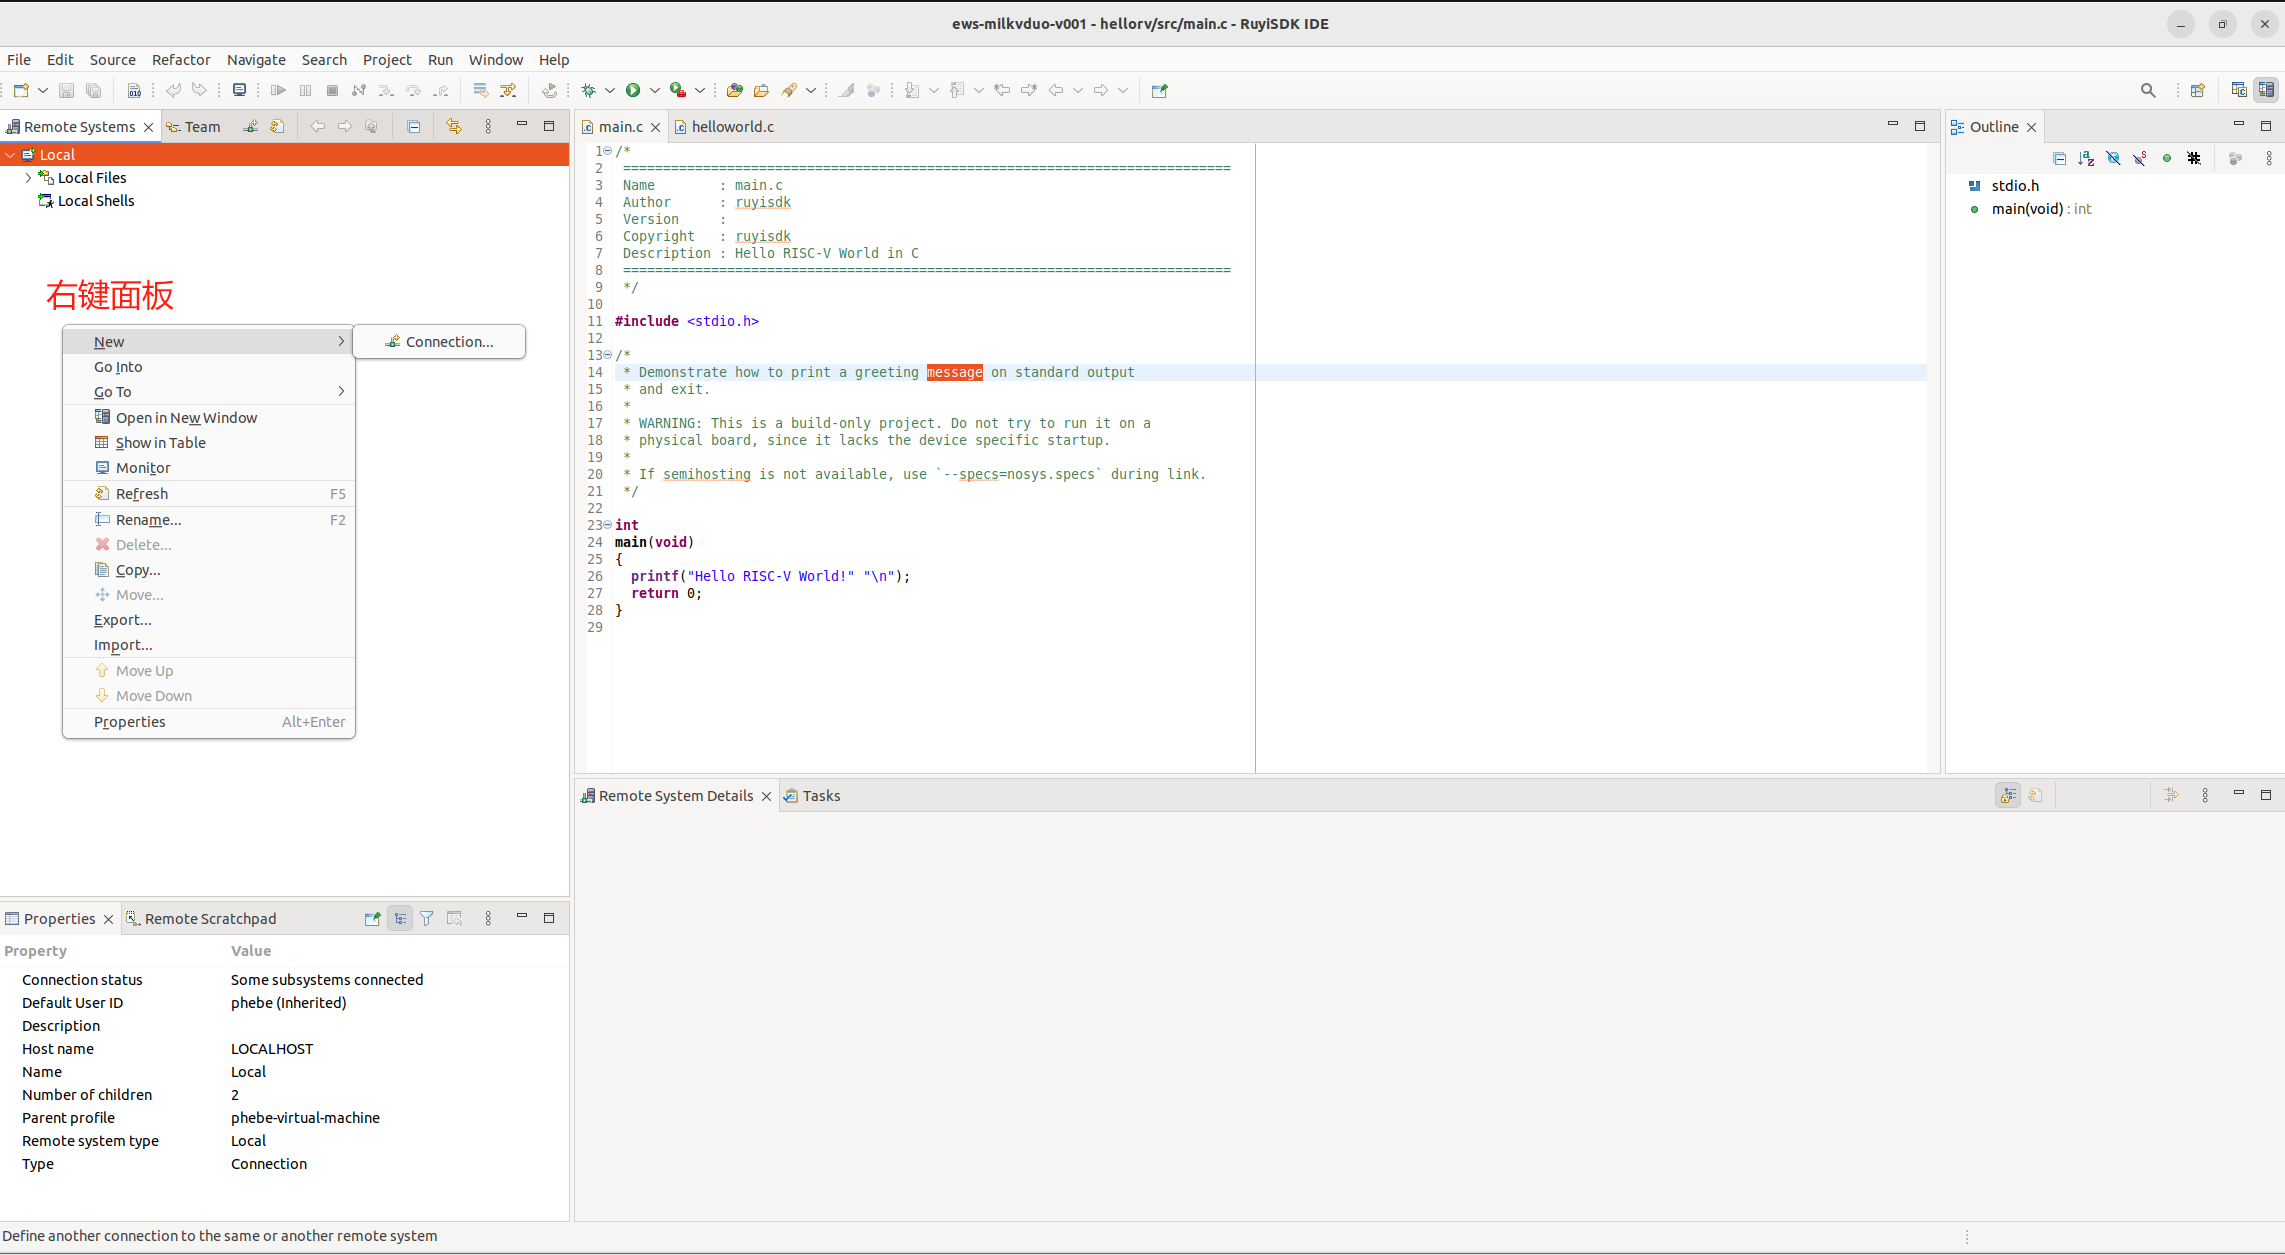 ews-milkvduo-v001 - hellorv/src/main.c - RuyiSDK IDE
File Edit Source Refactor Navigate Search Project Run Window Help
Remote Systems Team
Local
Local Files
Local Shells
右键面板
New
Connection...
Go Into
Go To
Open in New Window
Show in Table
Monitor
Refresh F5
Rename... F2
Delete...
Copy...
Move...
Export...
Import...
Move Up
Move Down
Properties Alt+Enter
main.c helloworld.c
1 /*
2 ============================================================================
3 Name : main.c
4 Author : ruyisdk
5 Version :
6 Copyright : ruyisdk
7 Description : Hello RISC-V World in C
8 ============================================================================
9 */
10
11 #include <stdio.h>
12
13 /*
14 * Demonstrate how to print a greeting message on standard output
15 * and exit.
16 *
17 * WARNING: This is a build-only project. Do not try to run it on a
18 * physical board, since it lacks the device specific startup.
19 *
20 * If semihosting is not available, use `--specs=nosys.specs` during link.
21 */
22
23 int
24 main(void)
25 {
26 printf("Hello RISC-V World!" "\n");
27 return 0;
28 }
29
Outline
stdio.h
main(void) : int
Remote System Details Tasks
Properties Remote Scratchpad
Property Value
Connection status Some subsystems connected
Default User ID phebe (Inherited)
Description
Host name LOCALHOST
Name Local
Number of children 2
Parent profile phebe-virtual-machine
Remote system type Local
Type Connection
Define another connection to the same or another remote system